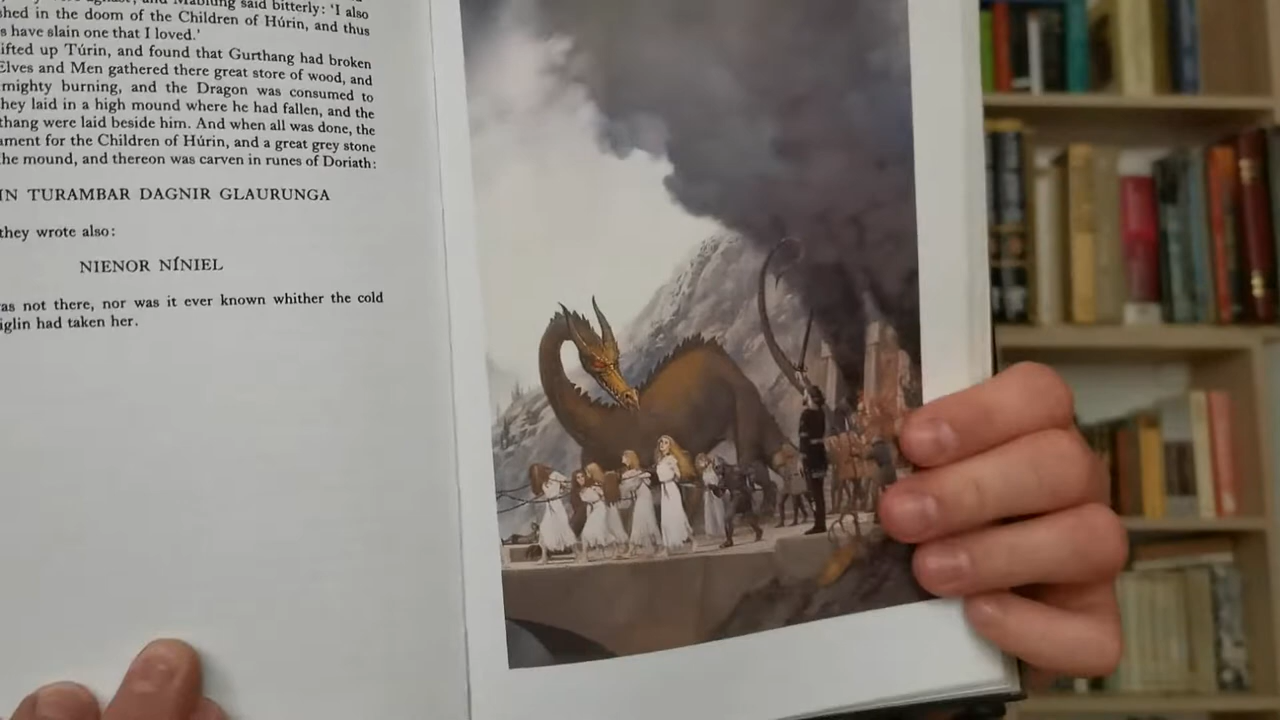 said bitterly: 'I also
shed in the doom of the Children of Húrin, and thus
s have slain one that I loved.'
ifted up Túrin, and found that Gurthang had broken
Elves and Men gathered there great store of wood, and
mighty burning, and the Dragon was consumed to
hey laid in a high mound where he had fallen, and the
thang were laid beside him. And when all was done, the
ament for the Children of Húrin, and a great grey stone
he mound, and thereon was carven in runes of Doriath:
IN TURAMBAR DAGNIR GLAURUNGA
they wrote also:
NIENOR NÍNIEL
as not there, nor was it ever known whither the cold
iglin had taken her.